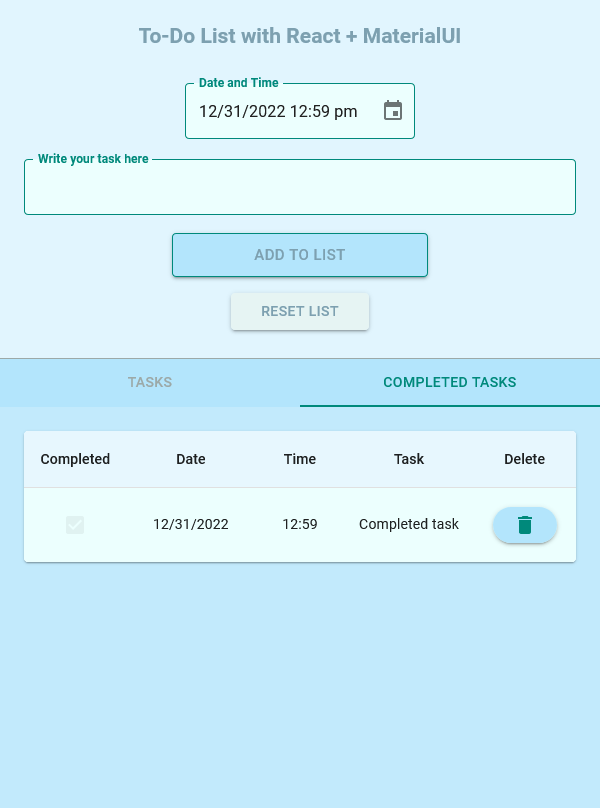 To-Do List with React + MaterialUI
Date and Time
12/31/2022 12:59 pm
Write your task here
ADD TO LIST
RESET LIST
TASKS COMPLETED TASKS
Completed Date Time Task Delete
12/31/2022 12:59 Completed task